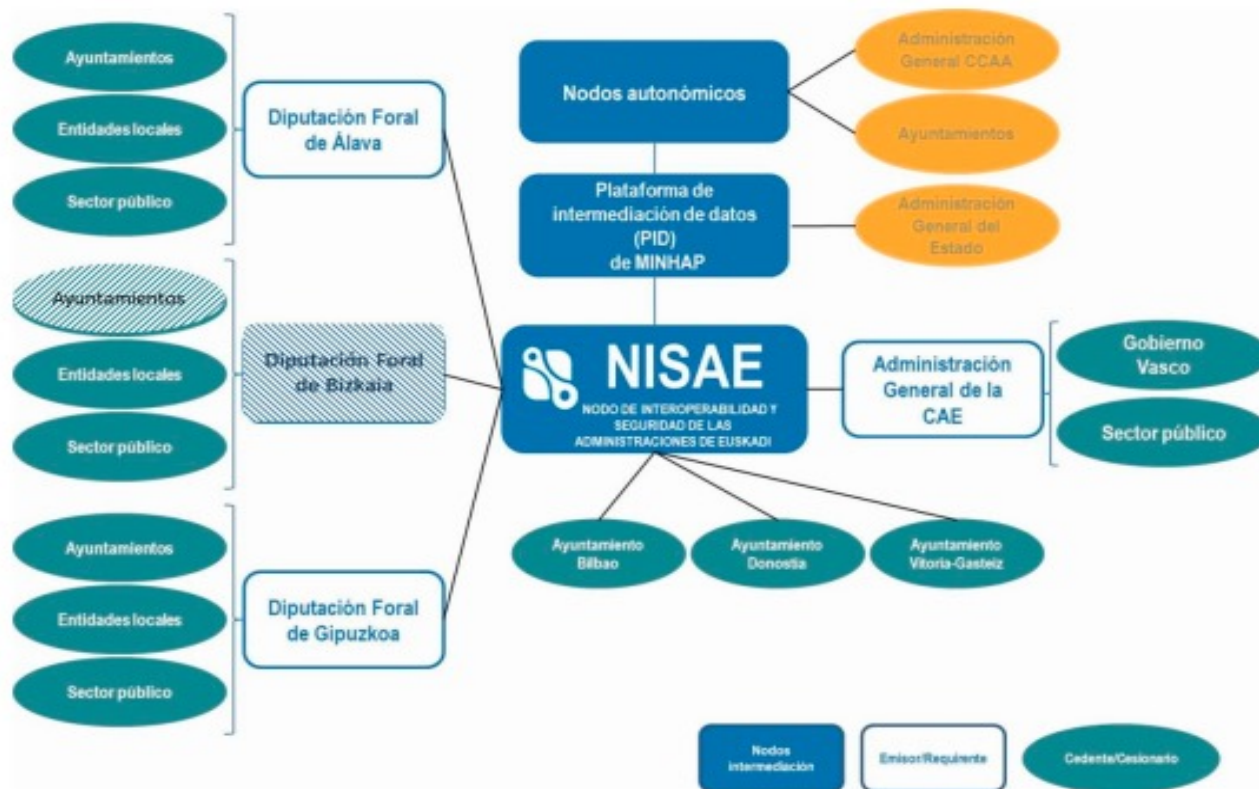 Ayuntamientos
Entidades locales
Sector público
Diputación Foral
de Álava
Ayuntamientos
Entidades locales
Sector público
Diputación Foral
de Bizkaia
Ayuntamientos
Entidades locales
Sector público
Diputación Foral
de Gipuzkoa
Nodos autonómicos
Administración
General CCAA
Ayuntamientos
Plataforma de
intermediación de datos
(PID)
de MINHAP
Administración
General del
Estado
NISAE
NODO DE INTEROPERABILIDAD Y
SEGURIDAD DE LAS
ADMINISTRACIONES DE EUSKADI
Administración
General de la
CAE
Gobierno
Vasco
Sector público
Ayuntamiento
Bilbao
Ayuntamiento
Donostia
Ayuntamiento
Vitoria-Gasteiz
Nodos
intermediación
Emisor/Requirente
Cedente/Cesionario